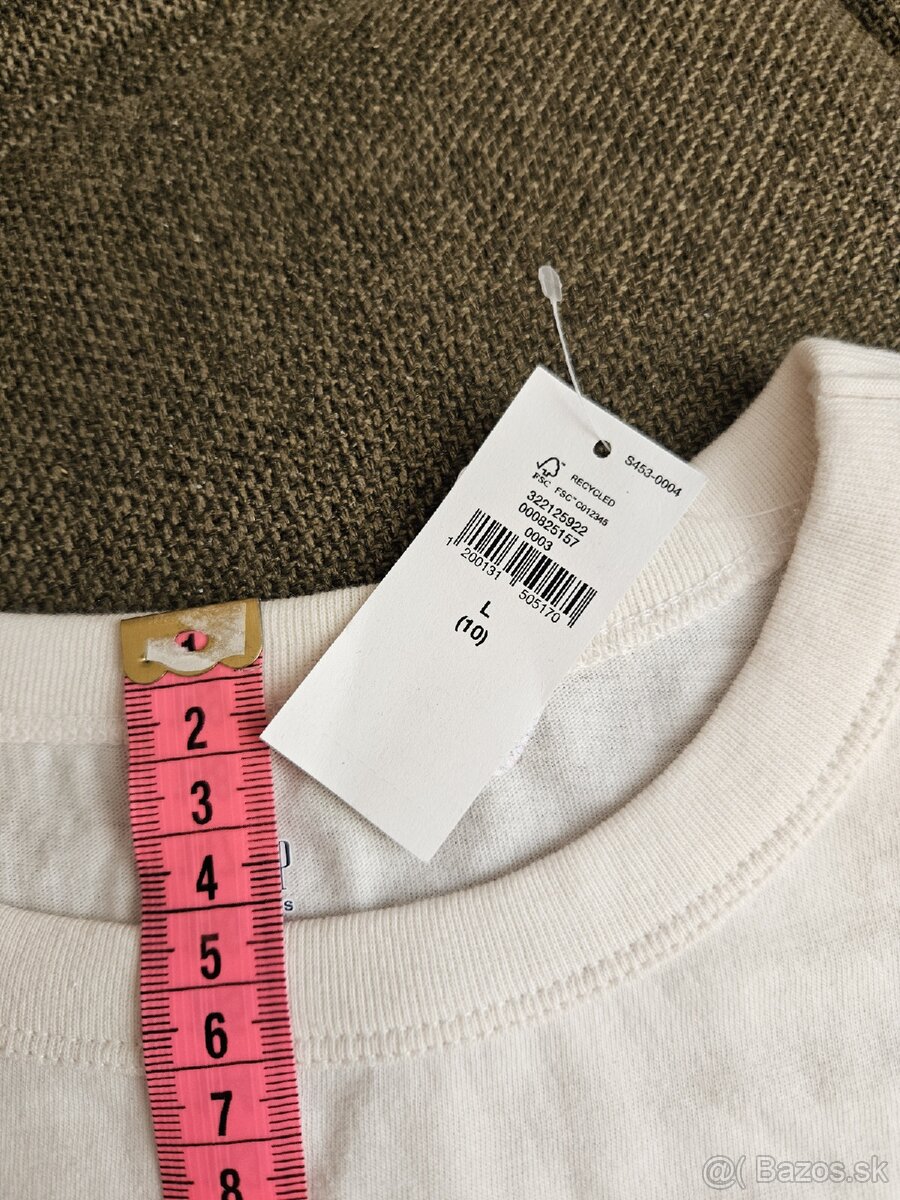 S453-0004
RECYCLED
FSC FSC™ C012345
322125922
000825157
0003
1 200131 505170
L
(10)
1
2
3
4
5
6
7
8
@( Bazos.sk